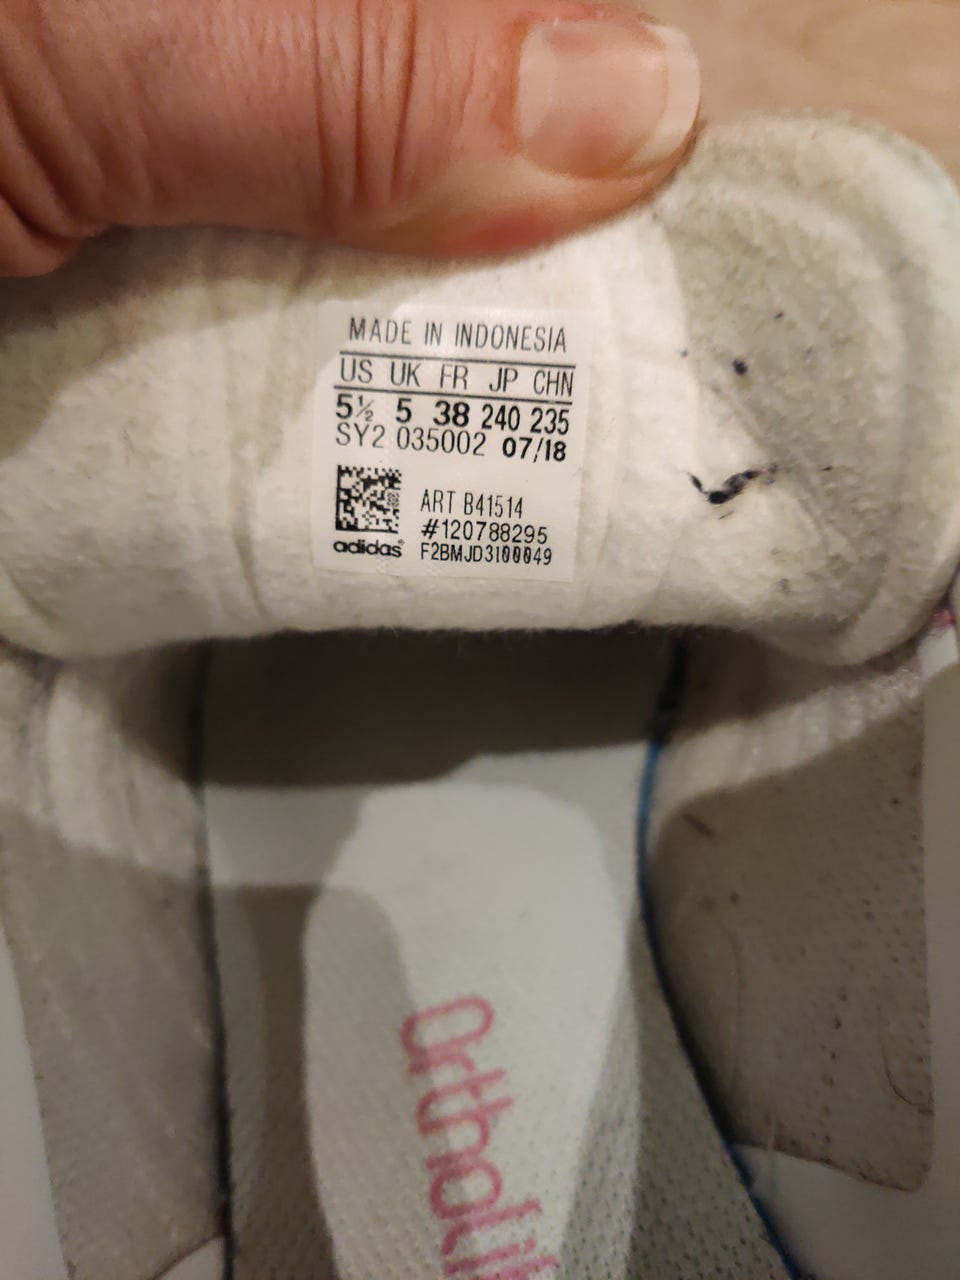 MADE IN INDONESIA
US UK FR JP CHN
5½ 5 38 240 235
SY2 035002 07/18
ART B41514
#120788295
adidas
F2BMJD3100049